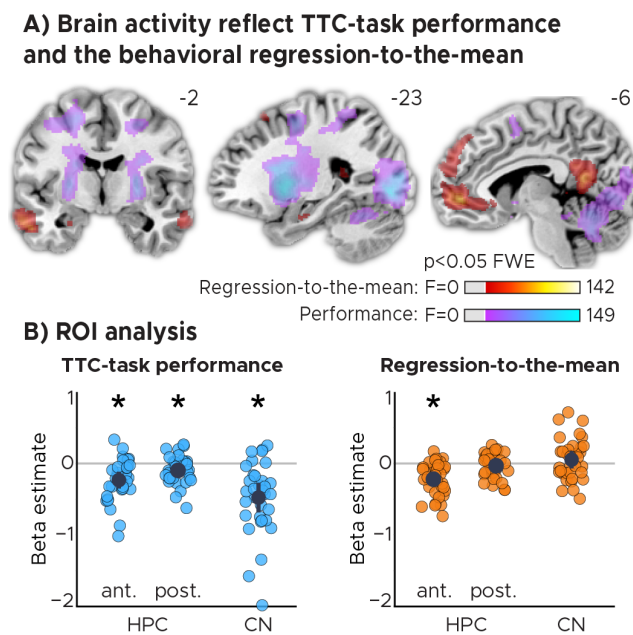 A) Brain activity reflect TTC-task performance
and the behavioral regression-to-the-mean
-2
-23
-6
p<0.05 FWE
Regression-to-the-mean: F=0 142
Performance: F=0 149
B) ROI analysis
TTC-task performance
Regression-to-the-mean
Beta estimate
1
0
−1
−2
* * *
ant. post.
HPC CN
Beta estimate
1
0
−1
−2
*
ant. post.
HPC CN